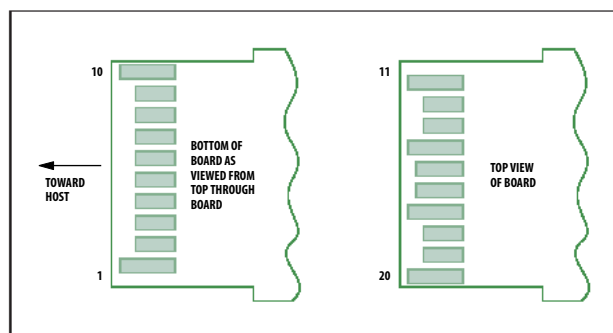 10
BOTTOM OF
BOARD AS
VIEWED FROM
TOP THROUGH
BOARD
TOWARD
HOST
1
11
TOP VIEW
OF BOARD
20